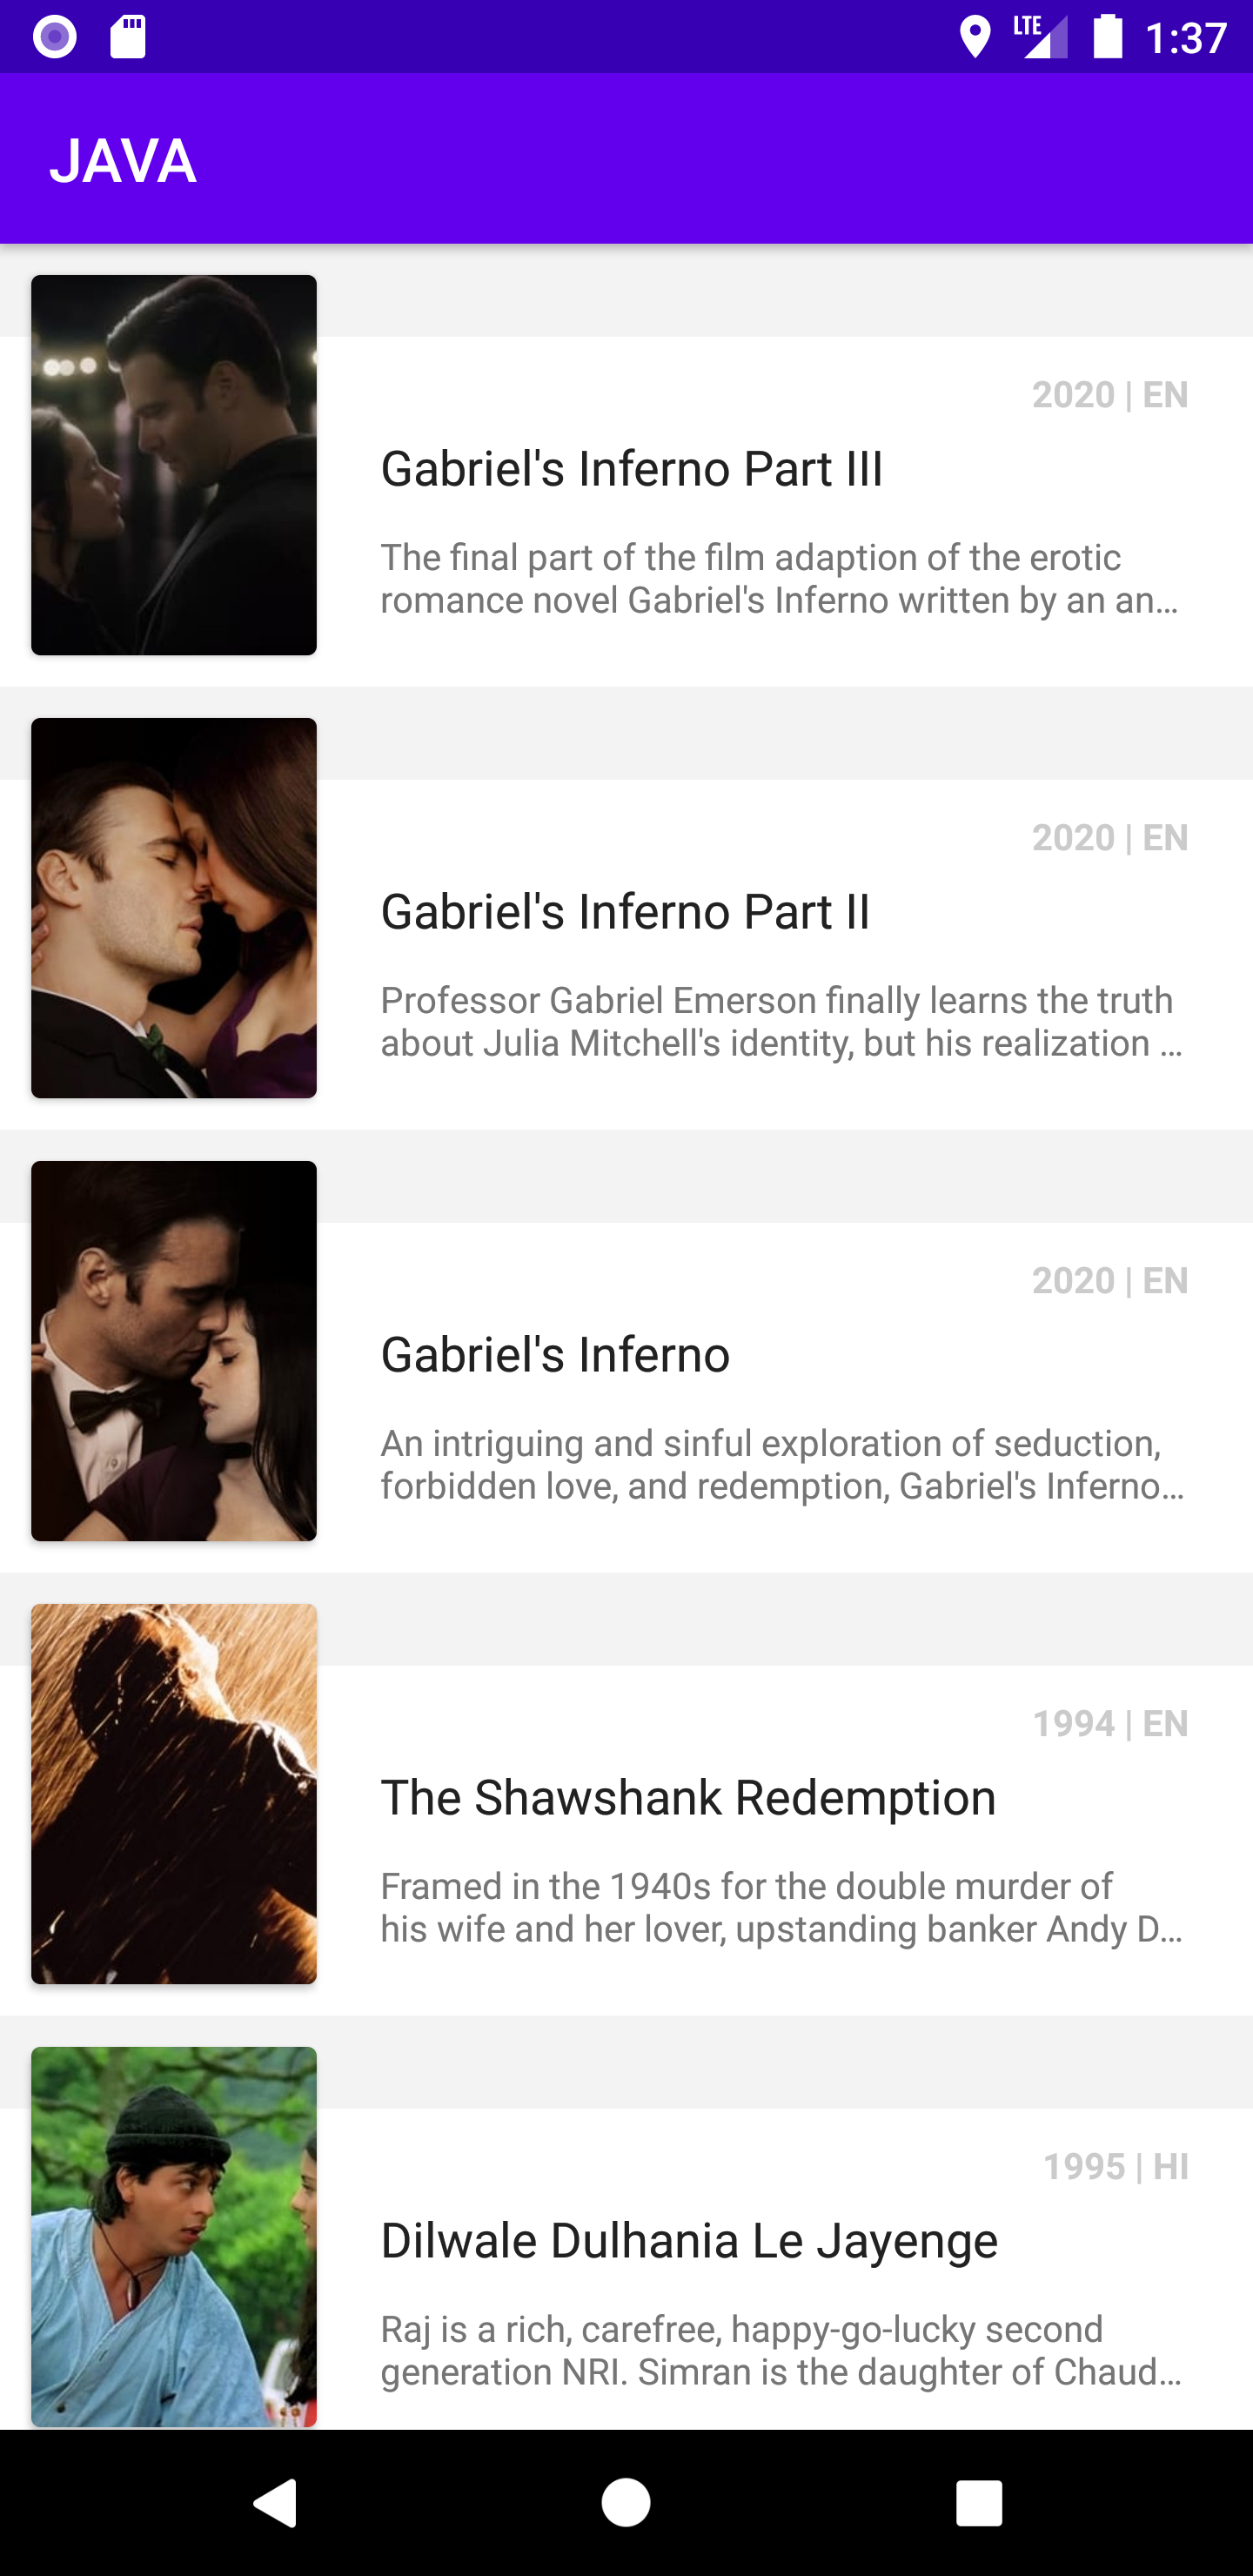 LTE 1:37
JAVA
2020 | EN
Gabriel's Inferno Part III
The final part of the film adaption of the erotic
romance novel Gabriel's Inferno written by an an...
2020 | EN
Gabriel's Inferno Part II
Professor Gabriel Emerson finally learns the truth
about Julia Mitchell's identity, but his realization ...
2020 | EN
Gabriel's Inferno
An intriguing and sinful exploration of seduction,
forbidden love, and redemption, Gabriel's Inferno...
1994 | EN
The Shawshank Redemption
Framed in the 1940s for the double murder of
his wife and her lover, upstanding banker Andy D...
1995 | HI
Dilwale Dulhania Le Jayenge
Raj is a rich, carefree, happy-go-lucky second
generation NRI. Simran is the daughter of Chaud...